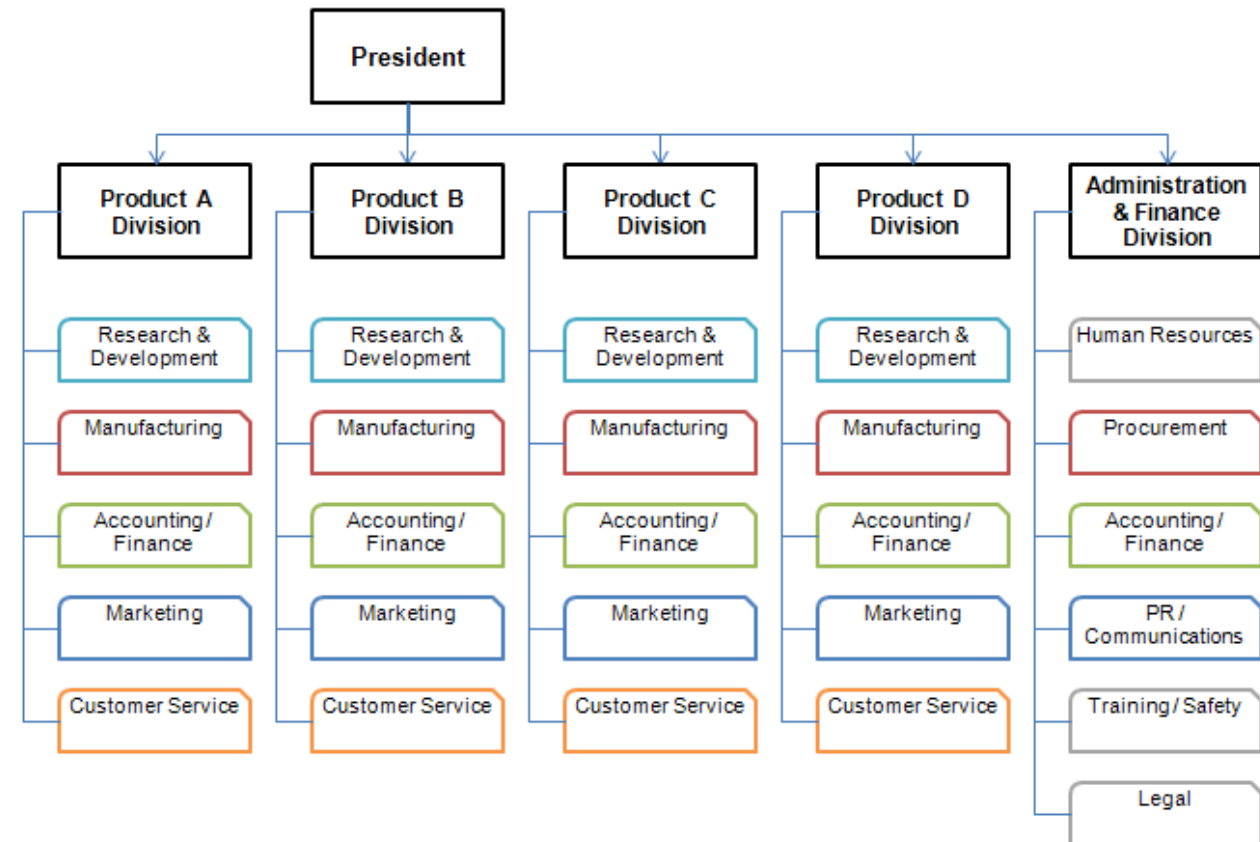 President
Product A
Division
Product B
Division
Product C
Division
Product D
Division
Administration
& Finance
Division
Research &
Development
Research &
Development
Research &
Development
Research &
Development
Human Resources
Manufacturing
Manufacturing
Manufacturing
Manufacturing
Procurement
Accounting/
Finance
Accounting/
Finance
Accounting/
Finance
Accounting/
Finance
Accounting/
Finance
Marketing
Marketing
Marketing
Marketing
PR /
Communications
Customer Service
Customer Service
Customer Service
Customer Service
Training/ Safety
Legal